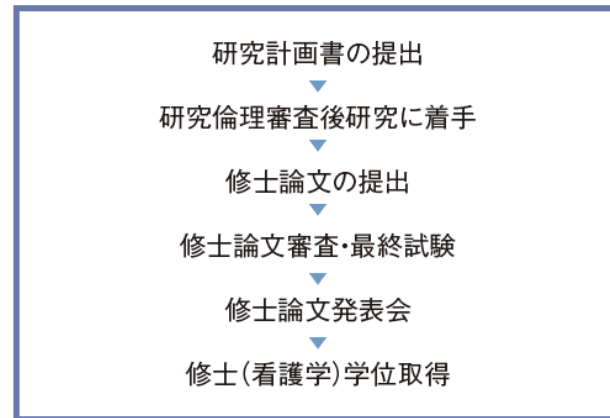 研究計画書の提出
研究倫理審査後研究に着手
修士論文の提出
修士論文審査・最終試験
修士論文発表会
修士(看護学)学位取得